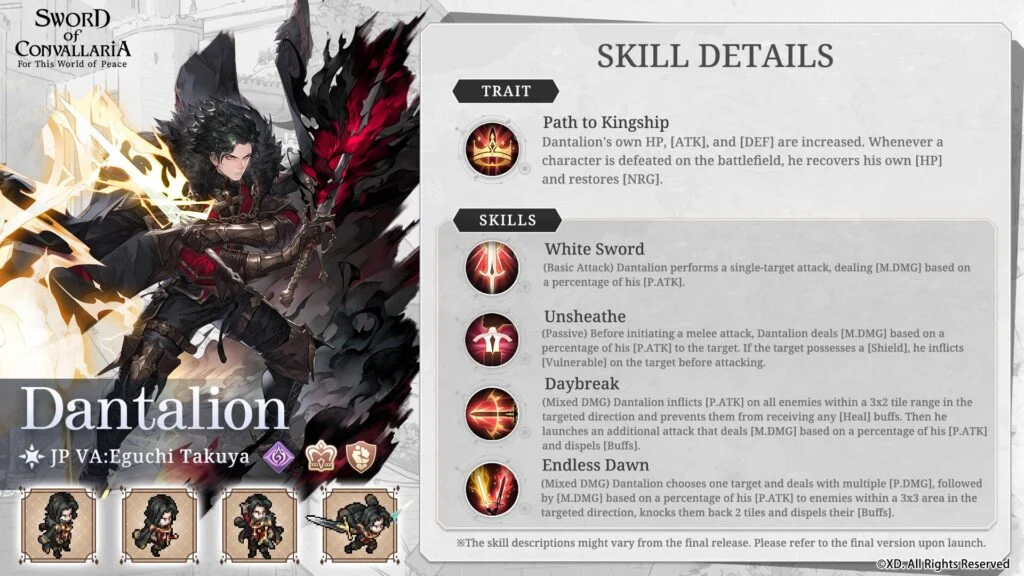 SWORD
of
CONVALLARIA
For This World of Peace
Dantalion
JP VA:Eguchi Takuya
SKILL DETAILS
TRAIT
Path to Kingship
Dantalion's own HP, [ATK], and [DEF] are increased. Whenever a
character is defeated on the battlefield, he recovers his own [HP]
and restores [NRG].
SKILLS
White Sword
(Basic Attack) Dantalion performs a single-target attack, dealing [M.DMG] based on
a percentage of his [P.ATK].
Unsheathe
(Passive) Before initiating a melee attack, Dantalion deals [M.DMG] based on a
percentage of his [P.ATK] to the target. If the target possesses a [Shield], he inflicts
[Vulnerable] on the target before attacking.
Daybreak
(Mixed DMG) Dantalion inflicts [P.ATK] on all enemies within a 3x2 tile range in the
targeted direction and prevents them from receiving any [Heal] buffs. Then he
launches an additional attack that deals [M.DMG] based on a percentage of his [P.ATK]
and dispels [Buffs].
Endless Dawn
(Mixed DMG) Dantalion chooses one target and deals with multiple [P.DMG], followed
by [M.DMG] based on a percentage of his [P.ATK] to enemies within a 3x3 area in the
targeted direction, knocks them back 2 tiles and dispels their [Buffs].
※The skill descriptions might vary from the final release. Please refer to the final version upon launch.
©XD. All Rights Reserved